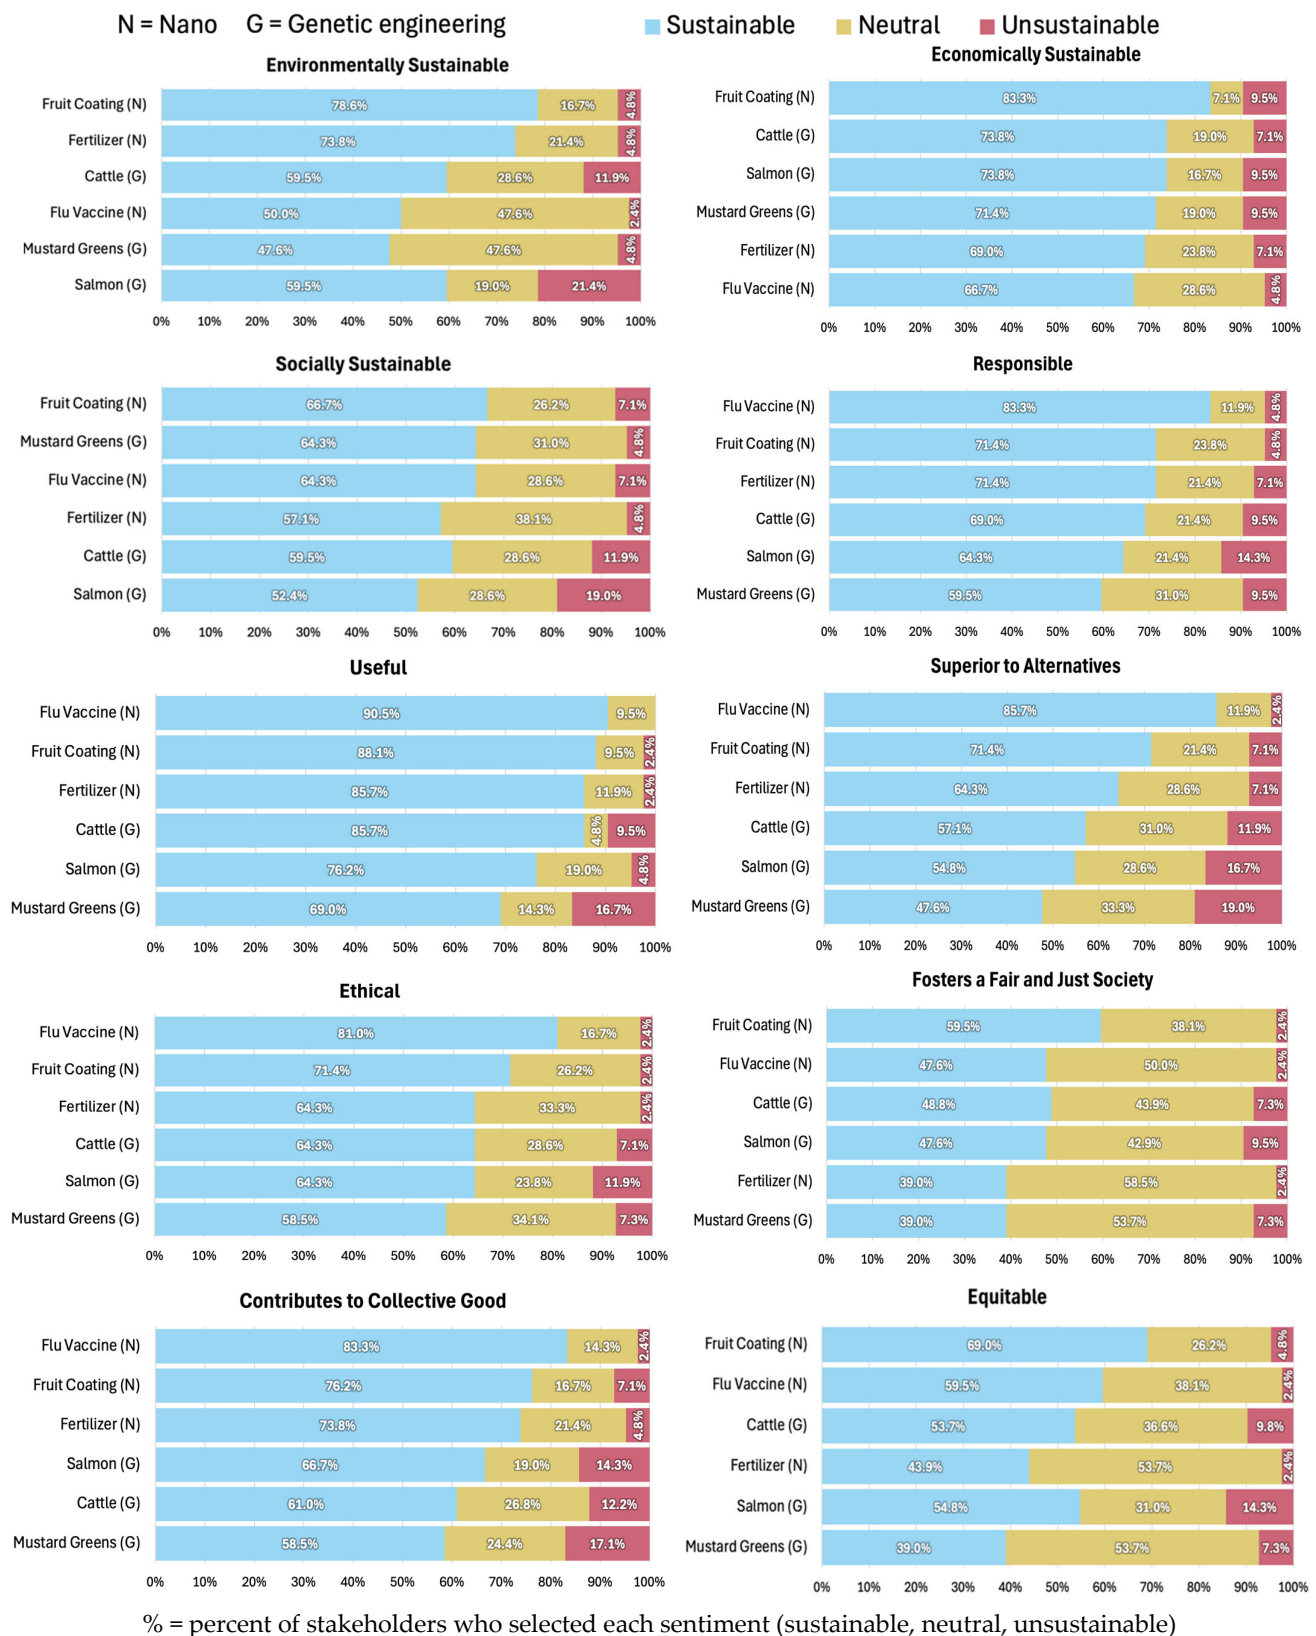 N = Nano G = Genetic engineering
Sustainable Neutral Unsustainable
Environmentally Sustainable
Fruit Coating (N) 78.6% 16.7% 4.8%
Fertilizer (N) 73.8% 21.4% 4.8%
Cattle (G) 59.5% 28.6% 11.9%
Flu Vaccine (N) 50.0% 47.6% 2.4%
Mustard Greens (G) 47.6% 47.6% 4.8%
Salmon (G) 59.5% 19.0% 21.4%
0% 10% 20% 30% 40% 50% 60% 70% 80% 90% 100%
Economically Sustainable
Fruit Coating (N) 83.3% 7.1% 9.5%
Cattle (G) 73.8% 19.0% 7.1%
Salmon (G) 73.8% 16.7% 9.5%
Mustard Greens (G) 71.4% 19.0% 9.5%
Fertilizer (N) 69.0% 23.8% 7.1%
Flu Vaccine (N) 66.7% 28.6% 4.8%
0% 10% 20% 30% 40% 50% 60% 70% 80% 90% 100%
Socially Sustainable
Fruit Coating (N) 66.7% 26.2% 7.1%
Mustard Greens (G) 64.3% 31.0% 4.8%
Flu Vaccine (N) 64.3% 28.6% 7.1%
Fertilizer (N) 57.1% 38.1% 4.8%
Cattle (G) 59.5% 28.6% 11.9%
Salmon (G) 52.4% 28.6% 19.0%
0% 10% 20% 30% 40% 50% 60% 70% 80% 90% 100%
Responsible
Flu Vaccine (N) 83.3% 11.9% 4.8%
Fruit Coating (N) 71.4% 23.8% 4.8%
Fertilizer (N) 71.4% 21.4% 7.1%
Cattle (G) 69.0% 21.4% 9.5%
Salmon (G) 64.3% 21.4% 14.3%
Mustard Greens (G) 59.5% 31.0% 9.5%
0% 10% 20% 30% 40% 50% 60% 70% 80% 90% 100%
Useful
Flu Vaccine (N) 90.5% 9.5%
Fruit Coating (N) 88.1% 9.5% 2.4%
Fertilizer (N) 85.7% 11.9% 2.4%
Cattle (G) 85.7% 4.8% 9.5%
Salmon (G) 76.2% 19.0% 4.8%
Mustard Greens (G) 69.0% 14.3% 16.7%
0% 10% 20% 30% 40% 50% 60% 70% 80% 90% 100%
Superior to Alternatives
Flu Vaccine (N) 85.7% 11.9% 2.4%
Fruit Coating (N) 71.4% 21.4% 7.1%
Fertilizer (N) 64.3% 28.6% 7.1%
Cattle (G) 57.1% 31.0% 11.9%
Salmon (G) 54.8% 28.6% 16.7%
Mustard Greens (G) 47.6% 33.3% 19.0%
0% 10% 20% 30% 40% 50% 60% 70% 80% 90% 100%
Ethical
Flu Vaccine (N) 81.0% 16.7% 2.4%
Fruit Coating (N) 71.4% 26.2% 2.4%
Fertilizer (N) 64.3% 33.3% 2.4%
Cattle (G) 64.3% 28.6% 7.1%
Salmon (G) 64.3% 23.8% 11.9%
Mustard Greens (G) 58.5% 34.1% 7.3%
0% 10% 20% 30% 40% 50% 60% 70% 80% 90% 100%
Fosters a Fair and Just Society
Fruit Coating (N) 59.5% 38.1% 2.4%
Flu Vaccine (N) 47.6% 50.0% 2.4%
Cattle (G) 48.8% 43.9% 7.3%
Salmon (G) 47.6% 42.9% 9.5%
Fertilizer (N) 39.0% 58.5% 2.4%
Mustard Greens (G) 39.0% 53.7% 7.3%
0% 10% 20% 30% 40% 50% 60% 70% 80% 90% 100%
Contributes to Collective Good
Flu Vaccine (N) 83.3% 14.3% 2.4%
Fruit Coating (N) 76.2% 16.7% 7.1%
Fertilizer (N) 73.8% 21.4% 4.8%
Salmon (G) 66.7% 19.0% 14.3%
Cattle (G) 61.0% 26.8% 12.2%
Mustard Greens (G) 58.5% 24.4% 17.1%
0% 10% 20% 30% 40% 50% 60% 70% 80% 90% 100%
Equitable
Fruit Coating (N) 69.0% 26.2% 4.8%
Flu Vaccine (N) 59.5% 38.1% 2.4%
Cattle (G) 53.7% 36.6% 9.8%
Fertilizer (N) 43.9% 53.7% 2.4%
Salmon (G) 54.8% 31.0% 14.3%
Mustard Greens (G) 39.0% 53.7% 7.3%
0% 10% 20% 30% 40% 50% 60% 70% 80% 90% 100%
% = percent of stakeholders who selected each sentiment (sustainable, neutral, unsustainable)